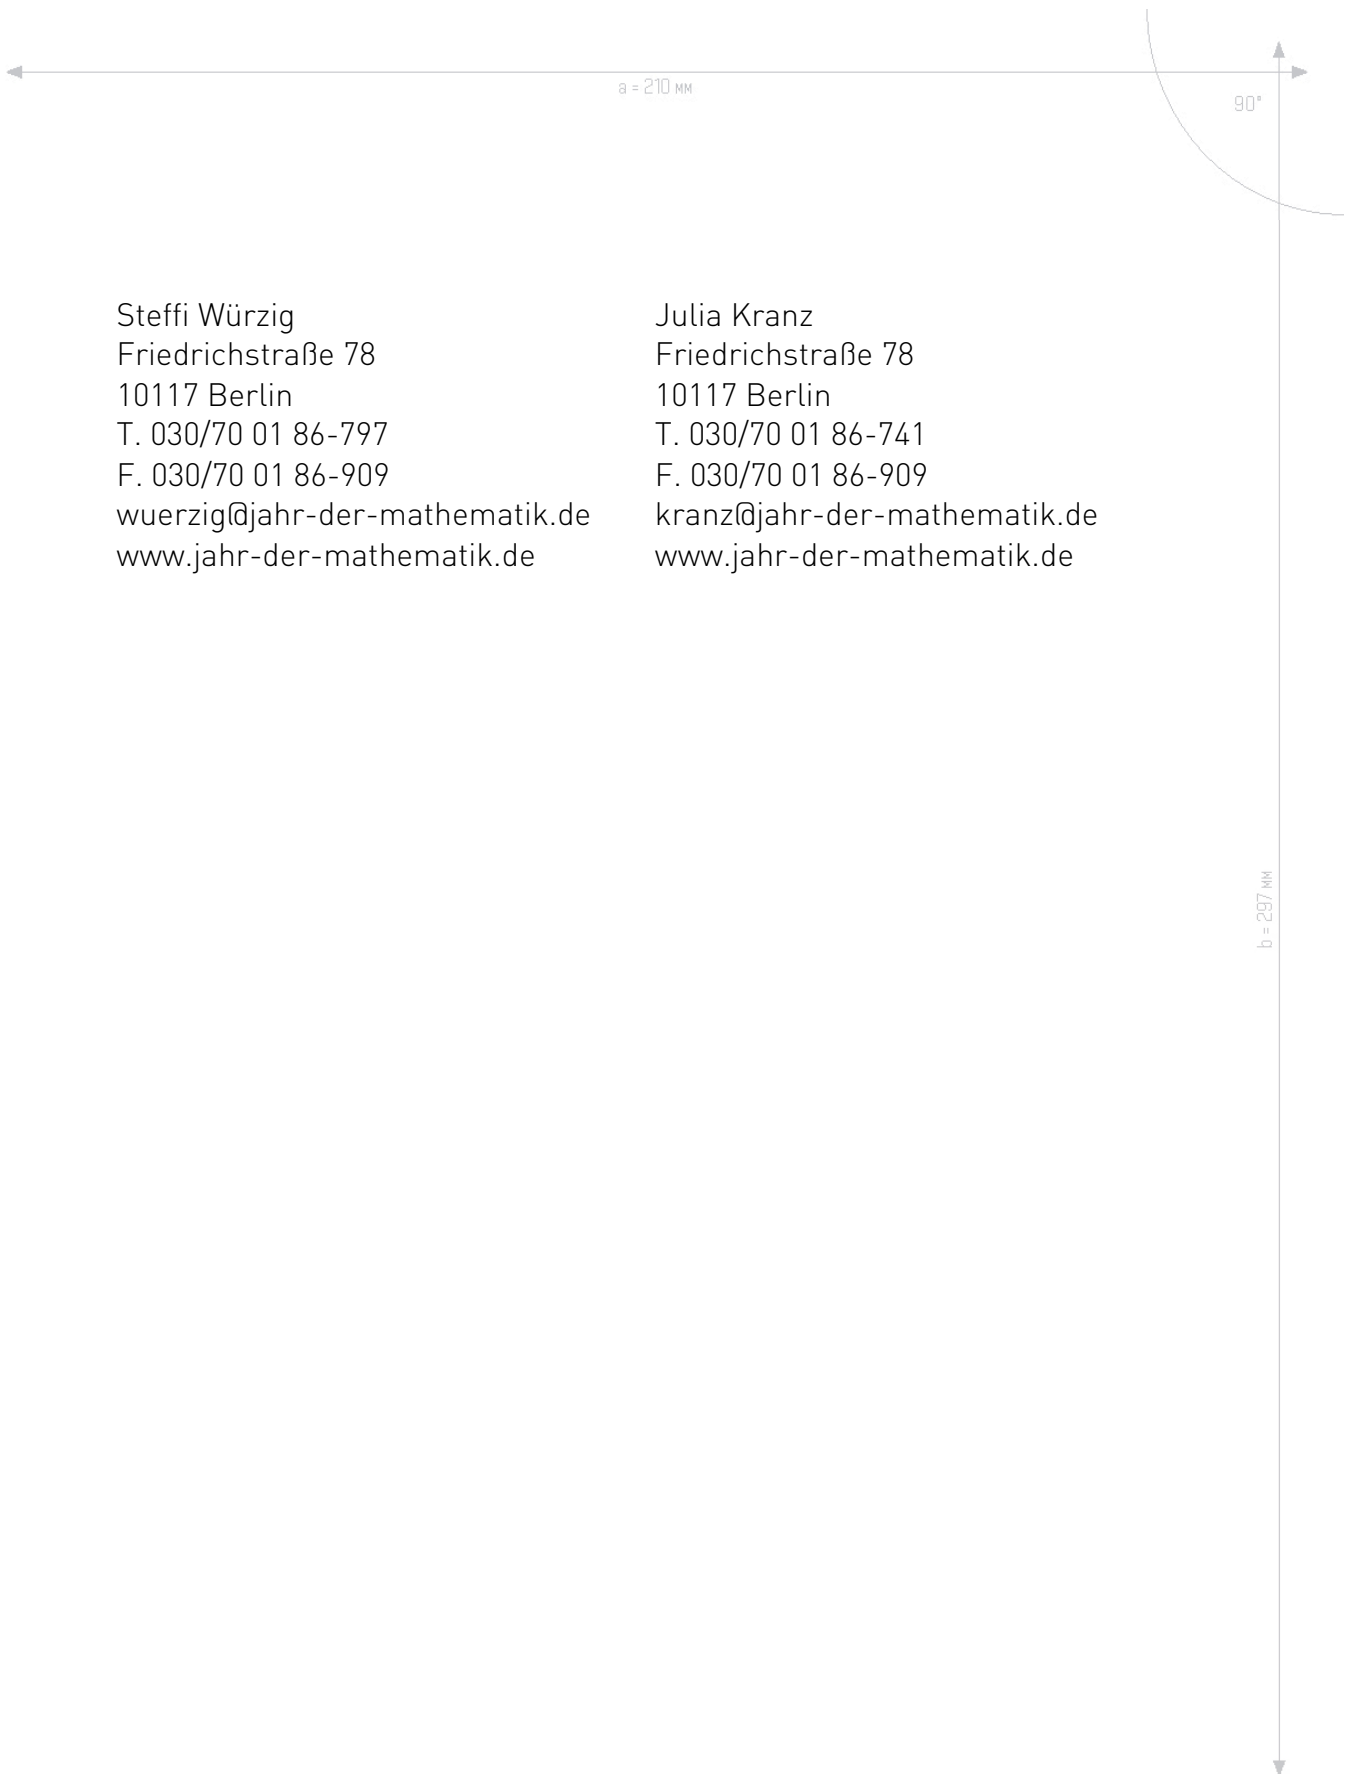 a = 210 мм
90°
Steffi Würzig
Friedrichstraße 78
10117 Berlin
T. 030/70 01 86-797
F. 030/70 01 86-909
wuerzig@jahr-der-mathematik.de
www.jahr-der-mathematik.de
Julia Kranz
Friedrichstraße 78
10117 Berlin
T. 030/70 01 86-741
F. 030/70 01 86-909
kranz@jahr-der-mathematik.de
www.jahr-der-mathematik.de
b = 297 мм